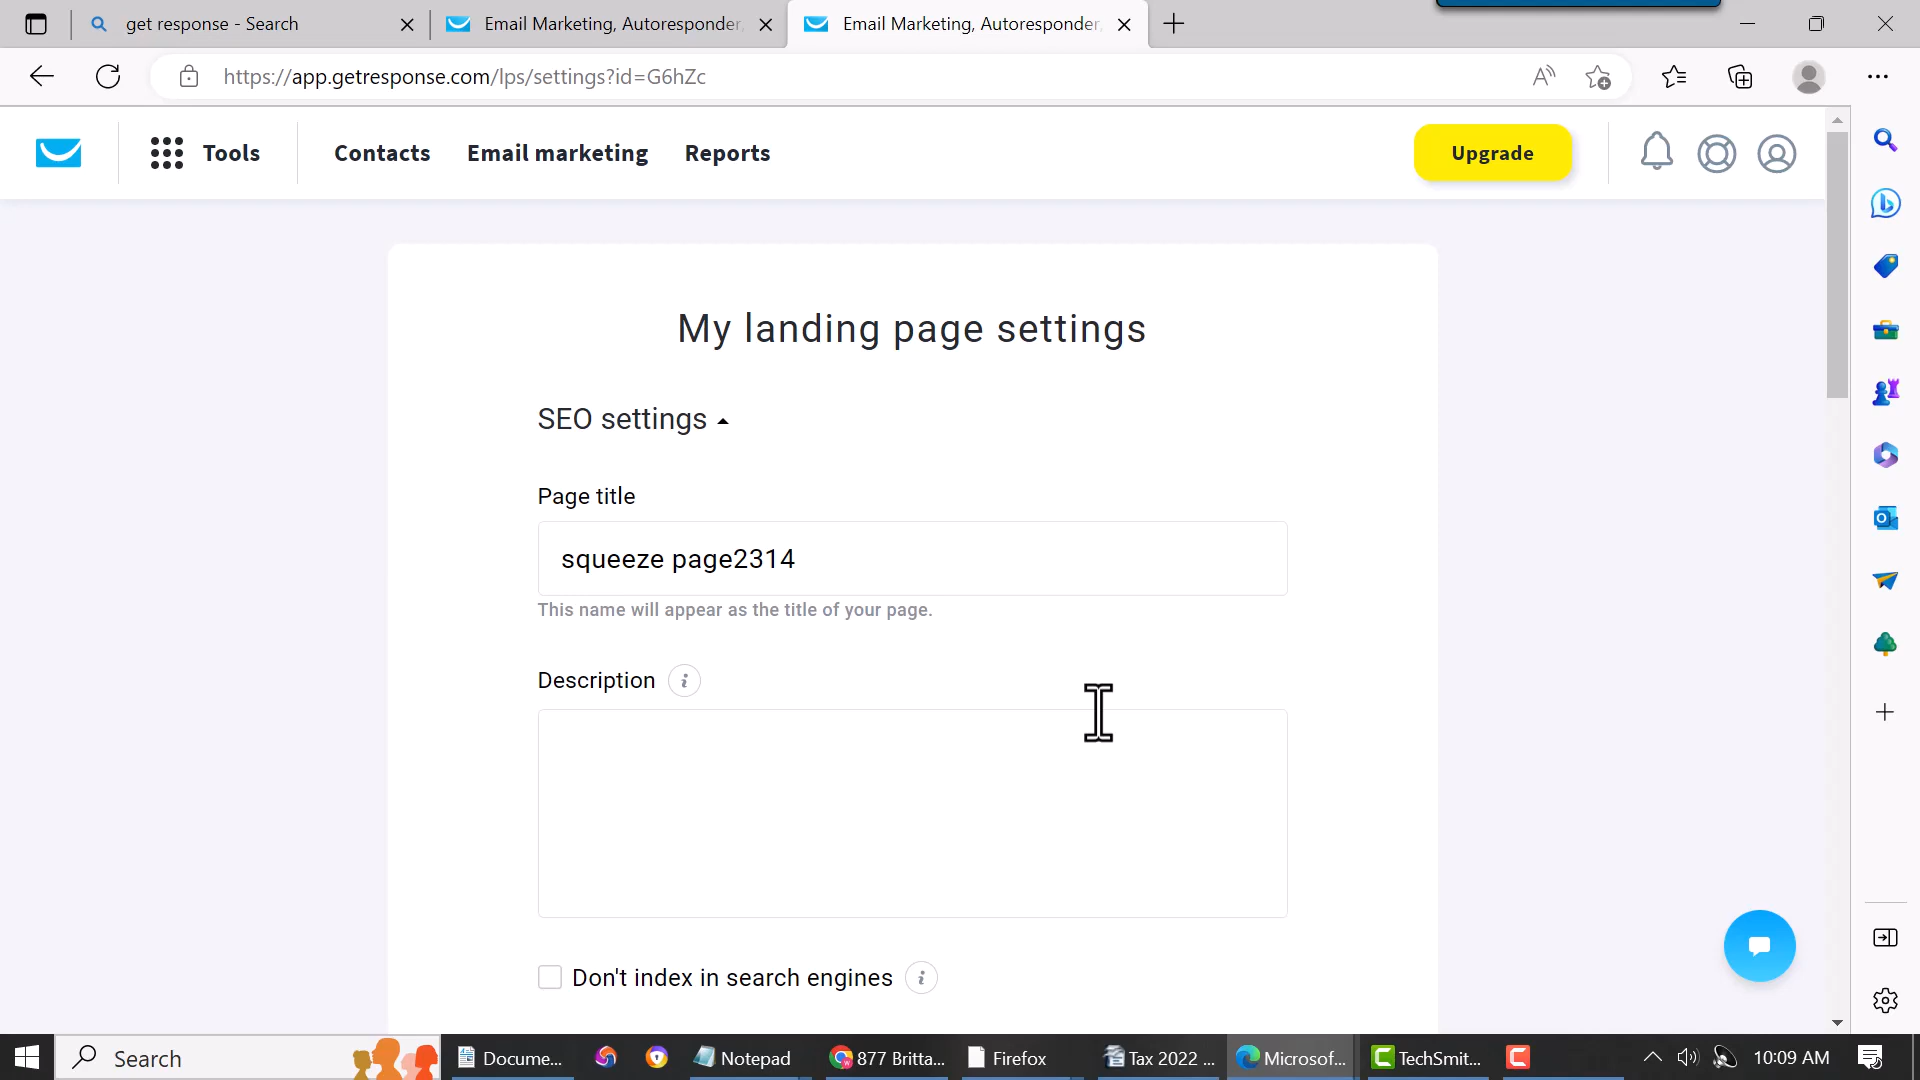 get response - Search
Email Marketing, Autoresponder,
Email Marketing, Autoresponder,
https://app.getresponse.com/lps/settings?id=G6hZc
Tools
Contacts
Email marketing
Reports
Upgrade
My landing page settings
SEO settings
Page title
squeeze page2314
This name will appear as the title of your page.
Description
Don't index in search engines
Search
Docume...
Notepad
877 Britta...
Firefox
Tax 2022 ...
Microsof...
TechSmit...
10:09 AM